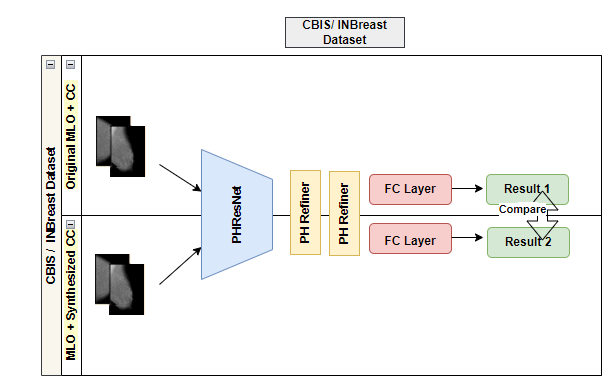 CBIS/ INBreast
Dataset
CBIS / INBreast Dataset
Original MLO + CC
MLO + Synthesized CC
PHResNet
PH Refiner
PH Refiner
FC Layer
Result 1
Compare
FC Layer
Result 2